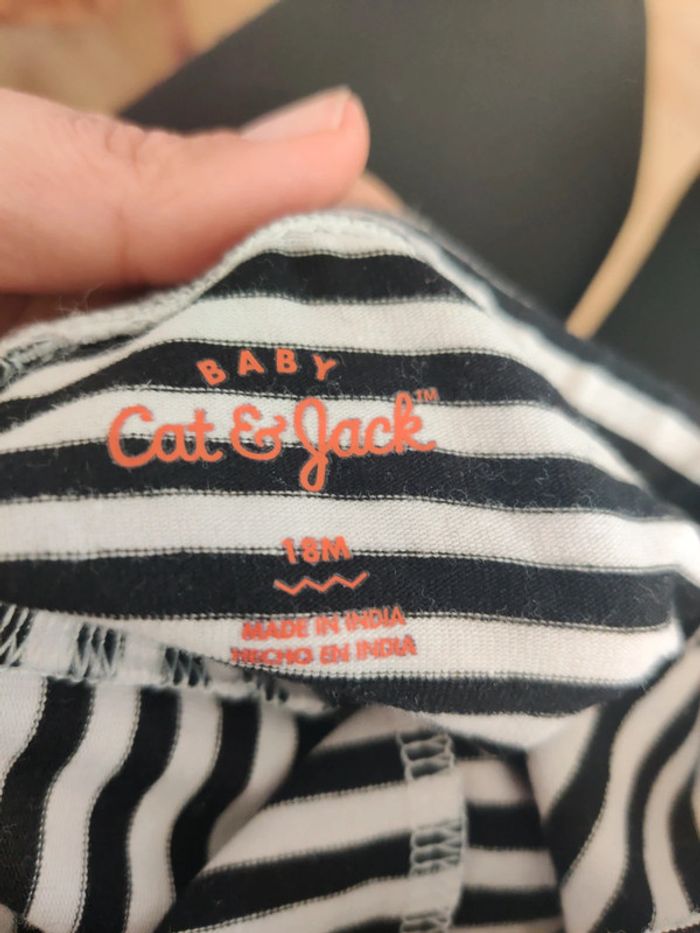 BABY
Cat & Jack™
18M
MADE IN INDIA
HECHO EN INDIA